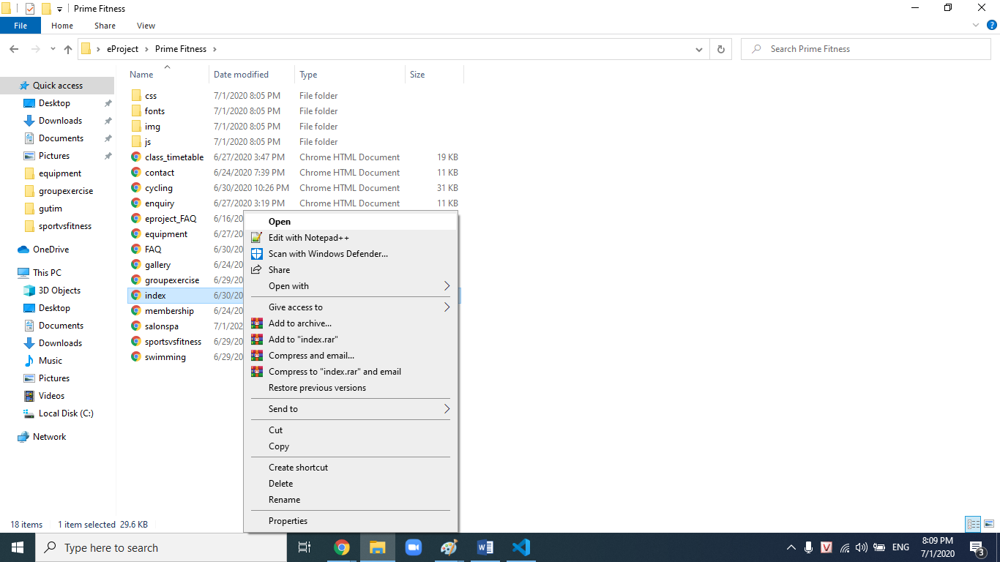 Prime Fitness
File Home Share View
eProject Prime Fitness
Search Prime Fitness
Name Date modified Type Size
Quick access
Desktop
Downloads
Documents
Pictures
equipment
groupexercise
gutim
sportvsfitness
OneDrive
This PC
3D Objects
Desktop
Documents
Downloads
Music
Pictures
Videos
Local Disk (C:)
Network
css 7/1/2020 8:05 PM File folder
fonts 7/1/2020 8:05 PM File folder
img 7/1/2020 8:05 PM File folder
js 7/1/2020 8:05 PM File folder
class_timetable 6/27/2020 3:47 PM Chrome HTML Document 19 KB
contact 6/24/2020 7:39 PM Chrome HTML Document 11 KB
cycling 6/30/2020 10:26 PM Chrome HTML Document 31 KB
enquiry 6/27/2020 3:19 PM Chrome HTML Document 11 KB
eproject_FAQ 6/16/20
equipment 6/27/20
FAQ 6/30/20
gallery 6/24/20
groupexercise 6/29/20
index 6/30/20
membership 6/24/20
salonspa 7/1/202
sportsvsfitness 6/29/20
swimming 6/29/20
Open
Edit with Notepad++
Scan with Windows Defender...
Share
Open with
Give access to
Add to archive...
Add to "index.rar"
Compress and email...
Compress to "index.rar" and email
Restore previous versions
Send to
Cut
Copy
Create shortcut
Delete
Rename
Properties
18 items 1 item selected 29.6 KB
Type here to search
ENG
8:09 PM
7/1/2020
3